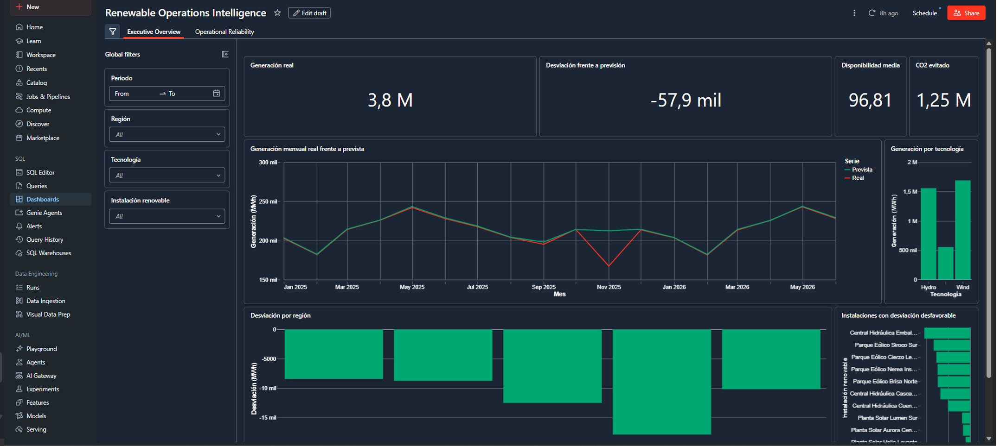 New
Home
Learn
Workspace
Recents
Catalog
Jobs & Pipelines
Compute
Discover
Marketplace
SQL
SQL Editor
Queries
Dashboards
Genie Agents
Alerts
Query History
SQL Warehouses
Data Engineering
Runs
Data Ingestion
Visual Data Prep
AI/ML
Playground
Agents
AI Gateway
Experiments
Features
Models
Serving
Renewable Operations Intelligence
Edit draft
8h ago
Schedule
Share
Executive Overview
Operational Reliability
Global filters
Periodo
From
To
Región
All
Tecnología
All
Instalación renovable
All
Generación real
3,8 M
Desviación frente a previsión
-57,9 mil
Disponibilidad media
96,81
CO2 evitado
1,25 M
Generación mensual real frente a prevista
Generación (MWh)
300 mil
250 mil
200 mil
150 mil
Jan 2025
Mar 2025
May 2025
Jul 2025
Sep 2025
Nov 2025
Jan 2026
Mar 2026
May 2026
Mes
Serie
Prevista
Real
Generación por tecnología
Generación (MWh)
2 M
1,5 M
1 M
500 mil
0
Hydro
Wind
Tecnología
Desviación por región
Desviación (MWh)
0
-5000
-10 mil
-15 mil
Instalaciones con desviación desfavorable
Instalación renovable
Central Hidráulica Embal...
Parque Eólico Siroco Sur
Parque Eólico Cierzo Le...
Parque Eólico Nerea Ins...
Parque Eólico Brisa Norte
Central Hidráulica Casca...
Central Hidráulica Cuen...
Planta Solar Lumen Sur
Planta Solar Aurora Cen...
Planta Solar Helio Levante